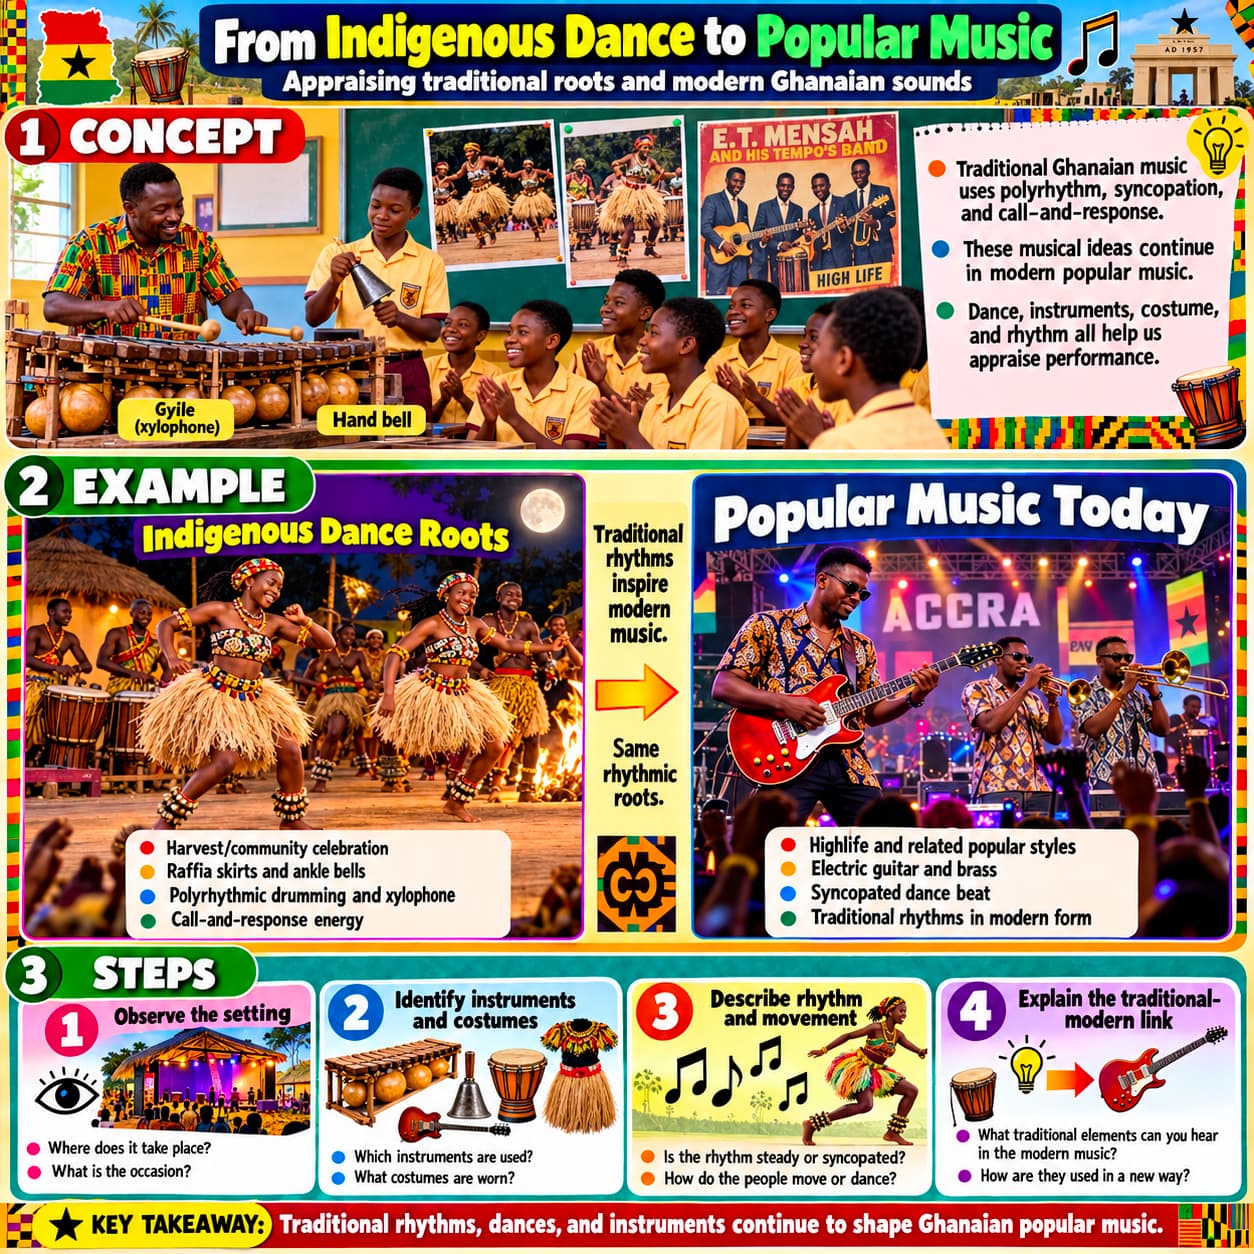 From Indigenous Dance to Popular Music
Appraising traditional roots and modern Ghanaian sounds
AD 1957
1 CONCEPT
E.T. MENSAH
AND HIS TEMPO'S BAND
HIGH LIFE
Gyile
(xylophone)
Hand bell
Traditional Ghanaian music
uses polyrhythm, syncopation,
and call-and-response.
These musical ideas continue
in modern popular music.
Dance, instruments, costume,
and rhythm all help us
appraise performance.
2 EXAMPLE
Indigenous Dance Roots
Harvest/community celebration
Raffia skirts and ankle bells
Polyrhythmic drumming and xylophone
Call-and-response energy
Traditional
rhythms
inspire
modern
music.
Same
rhythmic
roots.
Popular Music Today
ACCRA
Highlife and related popular styles
Electric guitar and brass
Syncopated dance beat
Traditional rhythms in modern form
3 STEPS
1 Observe the setting
Where does it take place?
What is the occasion?
2 Identify instruments
and costumes
Which instruments are used?
What costumes are worn?
3 Describe rhythm
and movement
Is the rhythm steady or syncopated?
How do the people move or dance?
4 Explain the traditional-
modern link
What traditional elements can you hear
in the modern music?
How are they used in a new way?
KEY TAKEAWAY: Traditional rhythms, dances, and instruments continue to shape Ghanaian popular music.